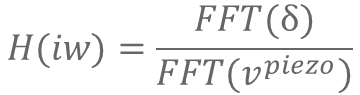 H(iw) = FFT(δ) / FFT(v^{piezo})